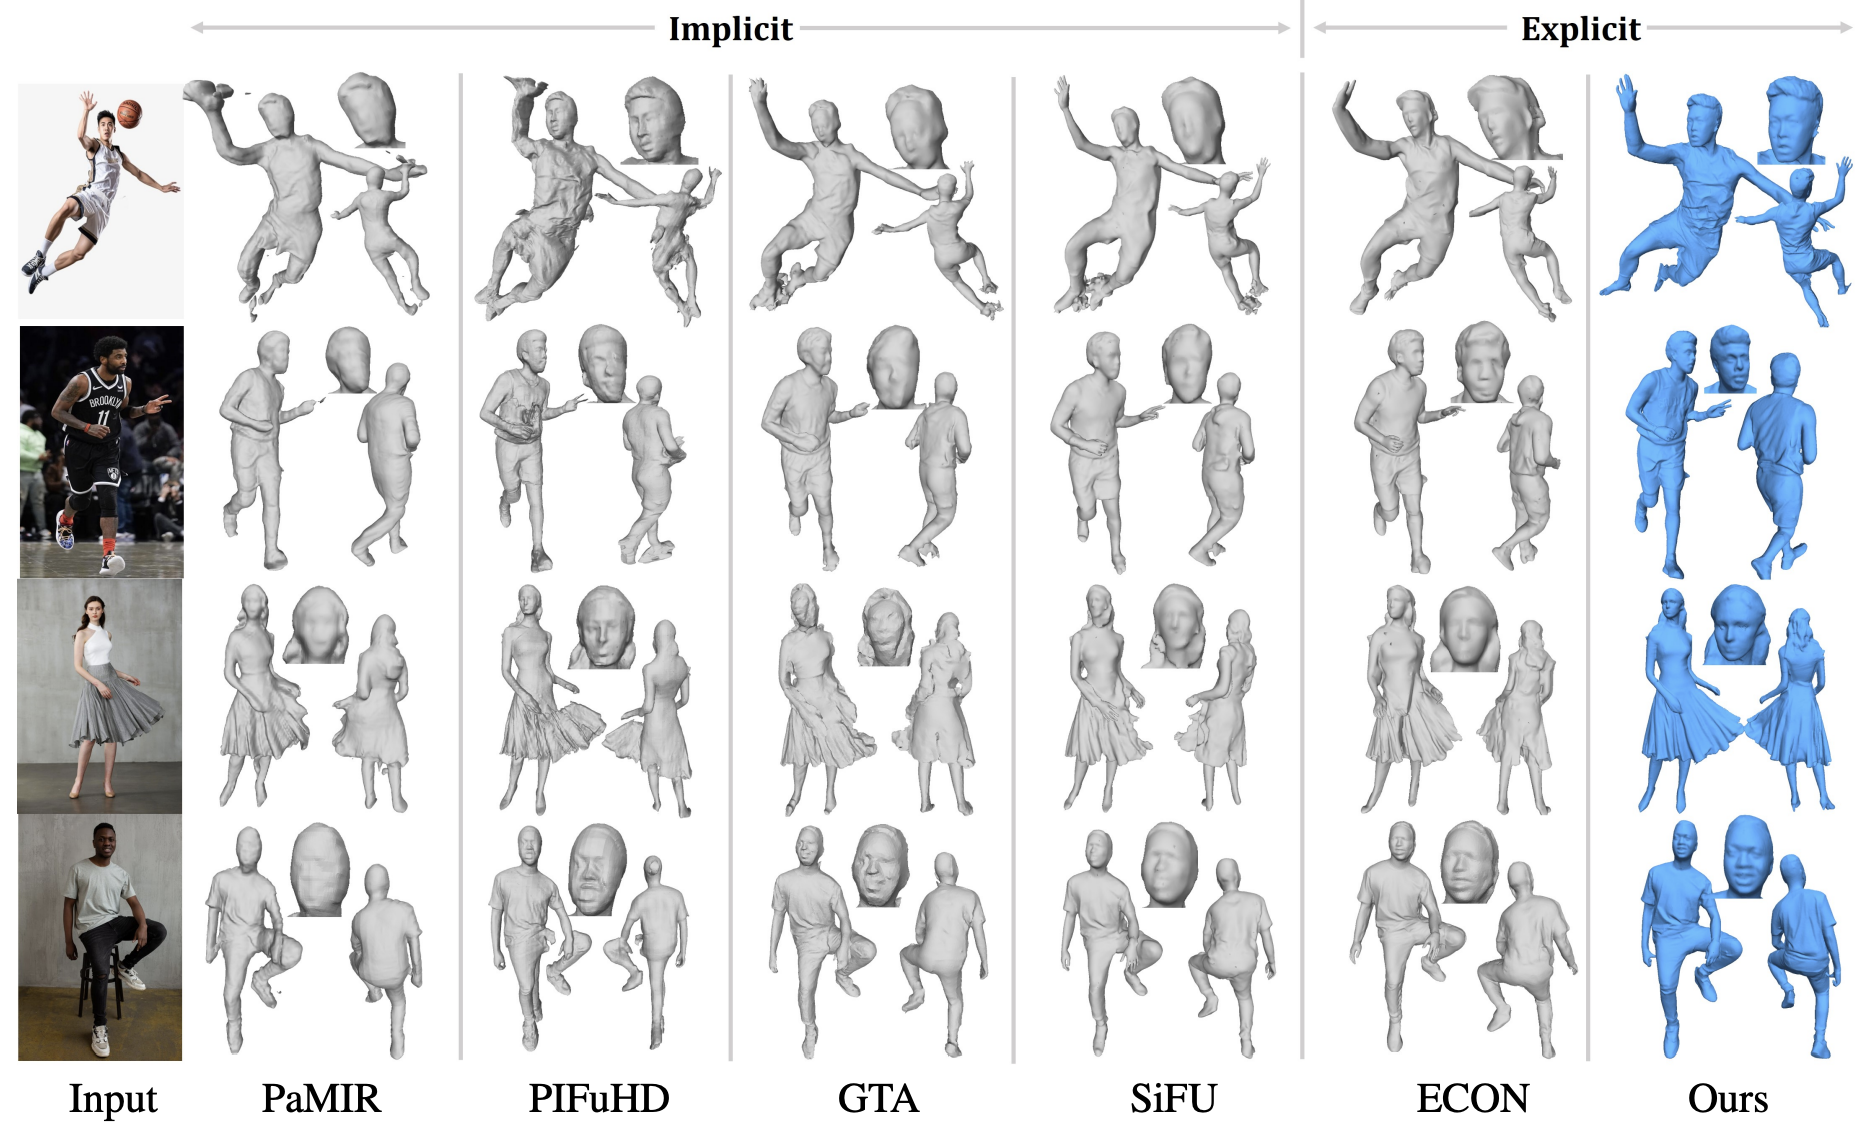 Implicit
Explicit
BROOKLYN
11
Input
PaMIR
PIFuHD
GTA
SiFU
ECON
Ours